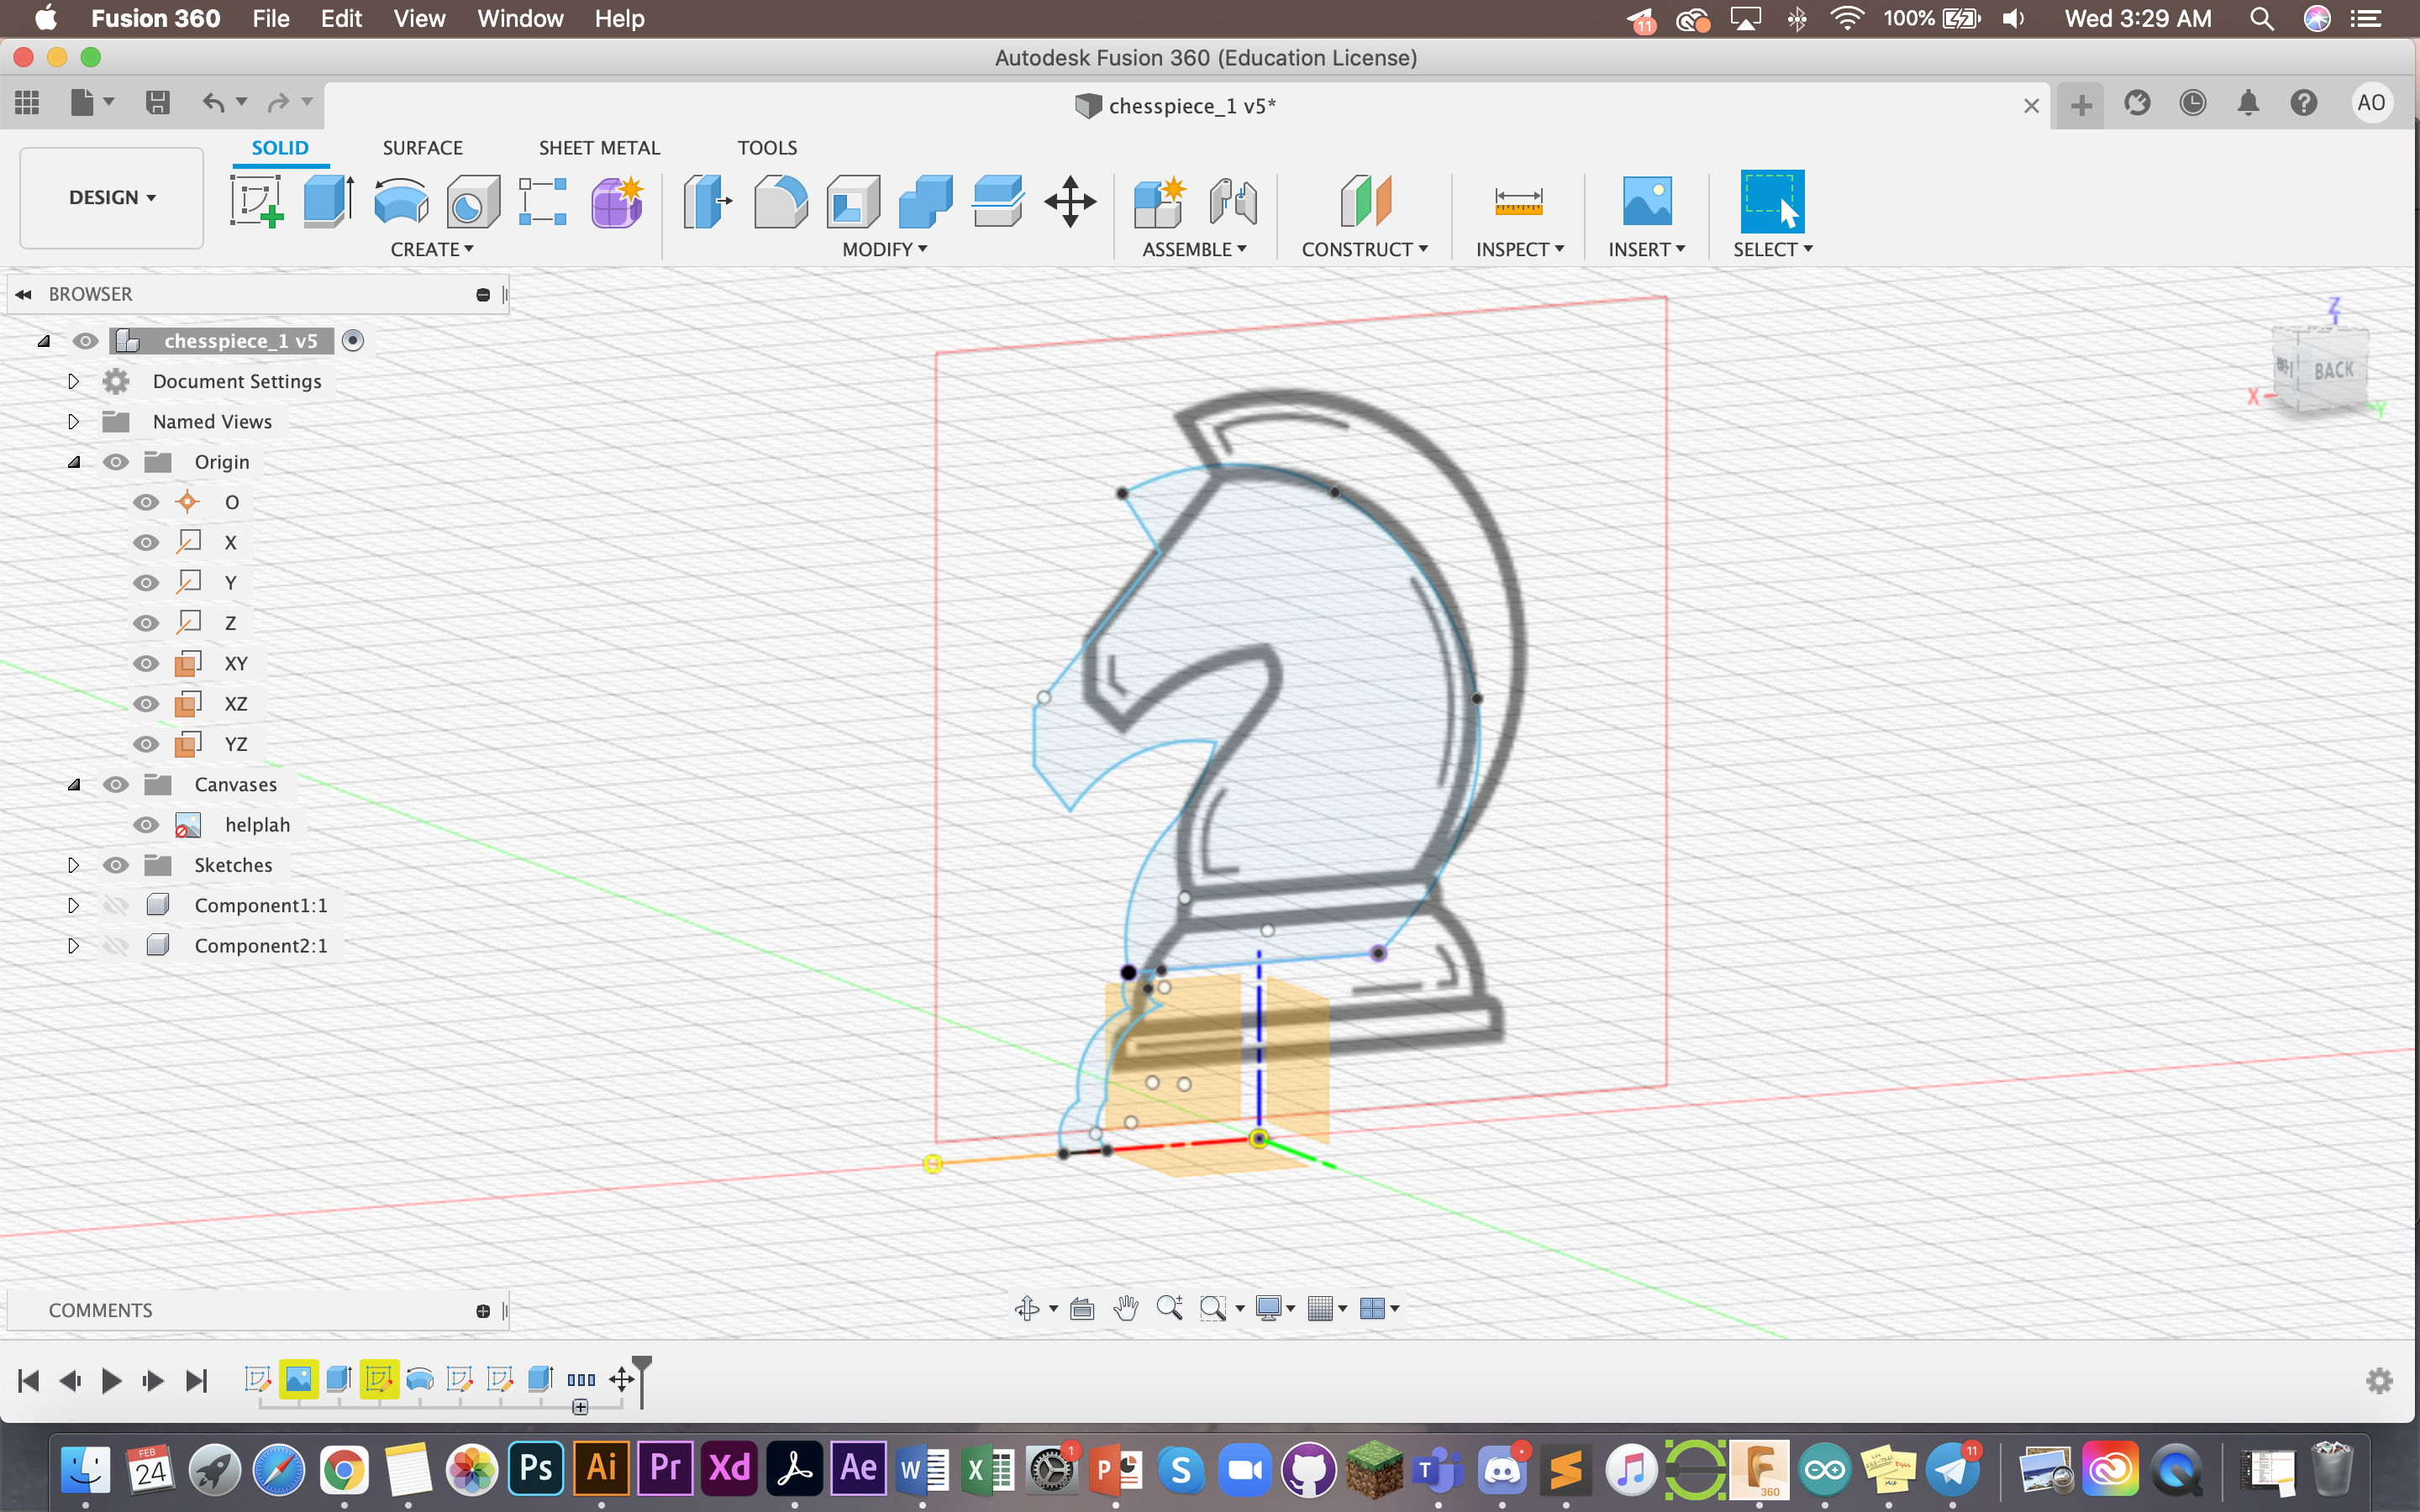 Fusion 360 File Edit View Window Help 11 100% Wed 3:29 AM
Autodesk Fusion 360 (Education License)
chesspiece_1 v5* AO
SOLID SURFACE SHEET METAL TOOLS
DESIGN
CREATE MODIFY ASSEMBLE CONSTRUCT INSPECT INSERT SELECT
BROWSER
chesspiece_1 v5
Document Settings
Named Views
Origin
O
X
Y
Z
XY
XZ
YZ
Canvases
helplah
Sketches
Component1:1
Component2:1
Z
BACK
X
Y
COMMENTS
FEB
24
Ps Ai Pr Xd Ae W X 1 P S T 360 11